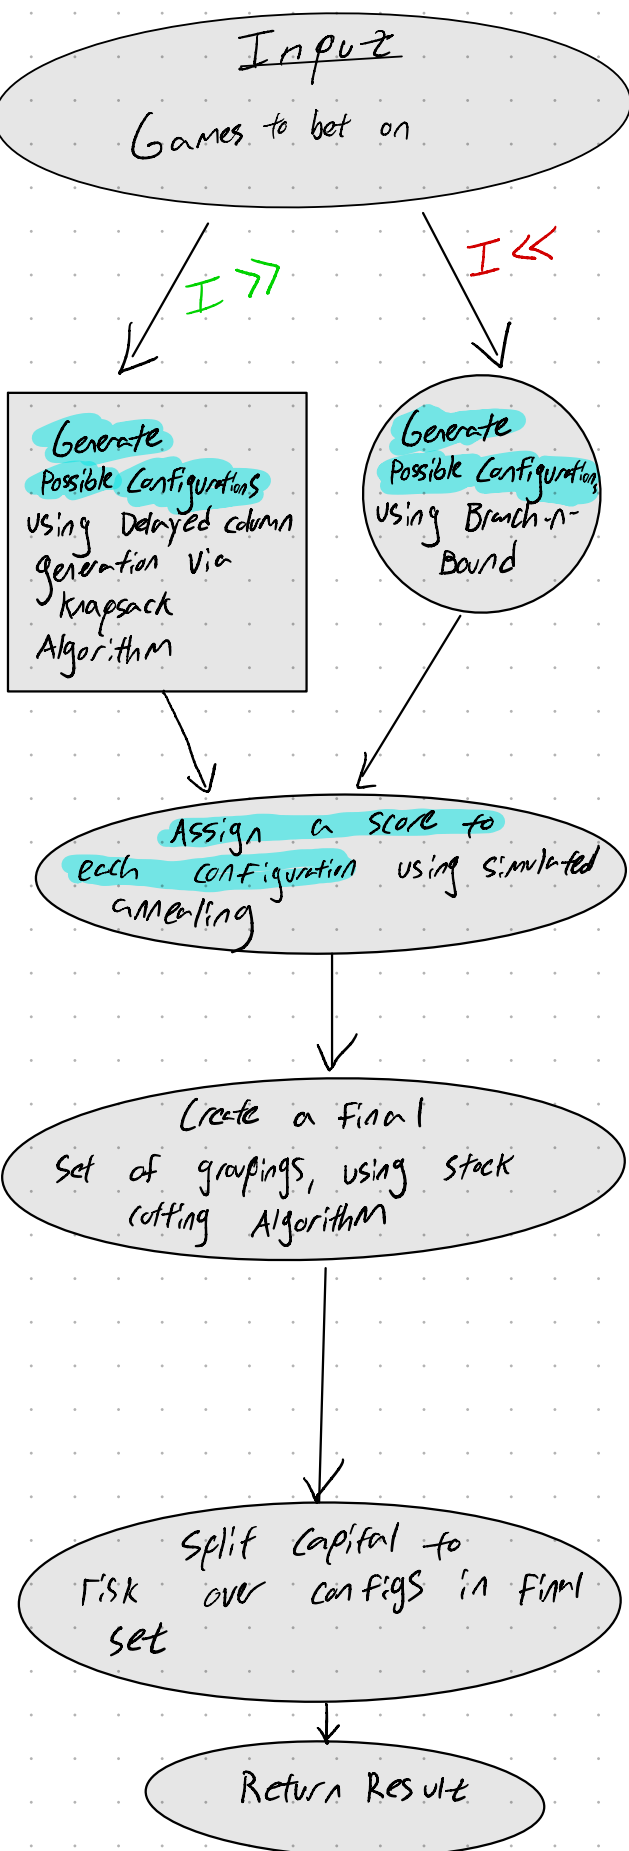 Input
Games to bet on
I >>
I <<
Generate
Possible Configurations
using Delayed column
generation via
Knapsack
Algorithm
Generate
Possible Configurations
using Branch-n-
Bound
Assign a score to
each configuration using simulated
annealing
Create a final
set of groupings, using stock
cutting Algorithm
Split capital to
risk over configs in final
set
Return Result